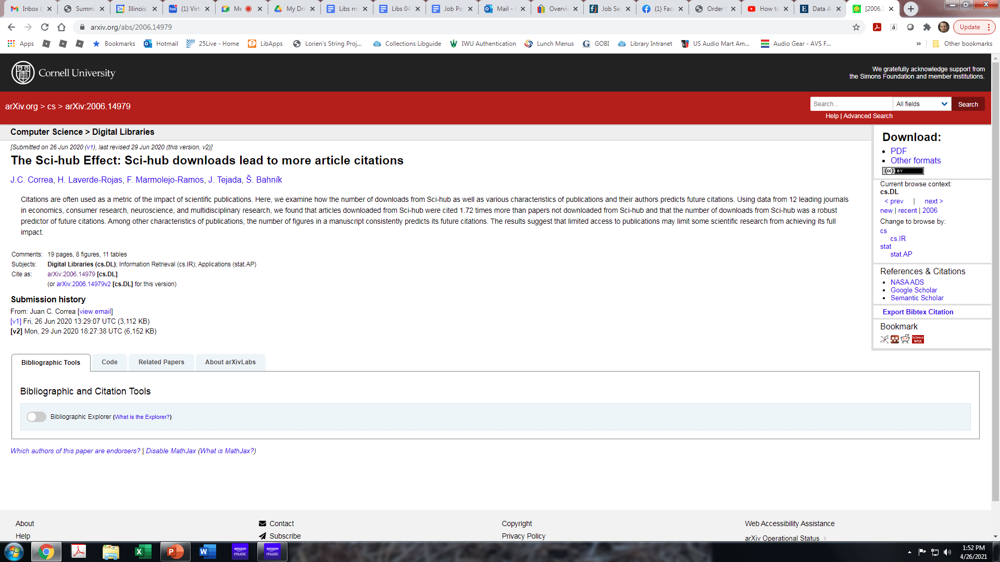 Inbox (
Summi
Illinois
(1) Virt
Me
My Dri
Libs m
Libs 04
Job Po
Mail -
Overvi
Job Sea
(1) Fac
Order
How to
Data A
[2006.1
arxiv.org/abs/2006.14979
Update
Apps
Bookmarks
Hotmail
25Live - Home
LibApps
Lorien's String Proj...
Collections Libguide
IWU Authentication
Lunch Menus
GOBI
Library Intranet
US Audio Mart Am...
Audio Gear - AVS F...
»
Other bookmarks
Cornell University
We gratefully acknowledge support from
the Simons Foundation and member institutions.
arXiv.org > cs > arXiv:2006.14979
Search...
All fields
Search
Help | Advanced Search
Computer Science > Digital Libraries
[Submitted on 26 Jun 2020 (v1), last revised 29 Jun 2020 (this version, v2)]
The Sci-hub Effect: Sci-hub downloads lead to more article citations
J.C. Correa, H. Laverde-Rojas, F. Marmolejo-Ramos, J. Tejada, Š. Bahník
Citations are often used as a metric of the impact of scientific publications. Here, we examine how the number of downloads from Sci-hub as well as various characteristics of publications and their authors predicts future citations. Using data from 12 leading journals
in economics, consumer research, neuroscience, and multidisciplinary research, we found that articles downloaded from Sci-hub were cited 1.72 times more than papers not downloaded from Sci-hub and that the number of downloads from Sci-hub was a robust
predictor of future citations. Among other characteristics of publications, the number of figures in a manuscript consistently predicts its future citations. The results suggest that limited access to publications may limit some scientific research from achieving its full
impact.
Comments: 19 pages, 8 figures, 11 tables
Subjects: Digital Libraries (cs.DL); Information Retrieval (cs.IR); Applications (stat.AP)
Cite as: arXiv:2006.14979 [cs.DL]
(or arXiv:2006.14979v2 [cs.DL] for this version)
Submission history
From: Juan C. Correa [view email]
[v1] Fri, 26 Jun 2020 13:29:07 UTC (3,112 KB)
[v2] Mon, 29 Jun 2020 18:27:38 UTC (6,152 KB)
Download:
PDF
Other formats
(cc) BY
Current browse context:
cs.DL
< prev | next >
new | recent | 2006
Change to browse by:
cs
cs.IR
stat
stat.AP
References & Citations
NASA ADS
Google Scholar
Semantic Scholar
Export Bibtex Citation
Bookmark
Science WISE
Bibliographic Tools
Code
Related Papers
About arXivLabs
Bibliographic and Citation Tools
Bibliographic Explorer (What is the Explorer?)
Which authors of this paper are endorsers? | Disable MathJax (What is MathJax?)
About
Help
Contact
Subscribe
Copyright
Privacy Policy
Web Accessibility Assistance
arXiv Operational Status >
amazon music
amazon music
1:52 PM
4/26/2021